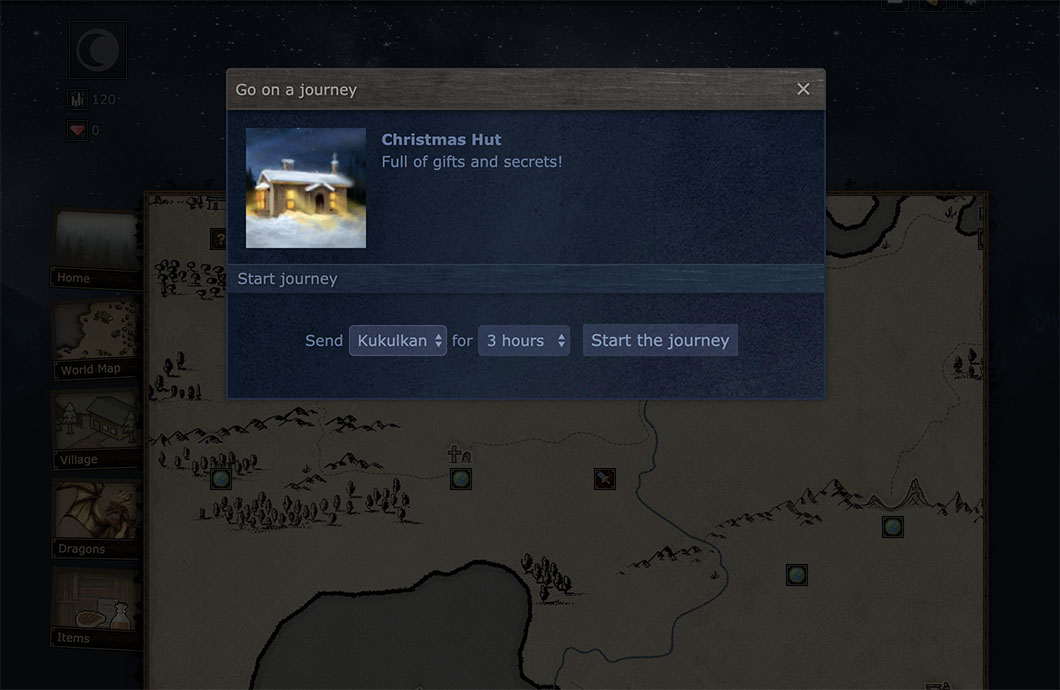 120
0
Go on a journey
Christmas Hut
Full of gifts and secrets!
Start journey
Send Kukulkan for 3 hours Start the journey
?
Home
World Map
Village
Dragons
Items